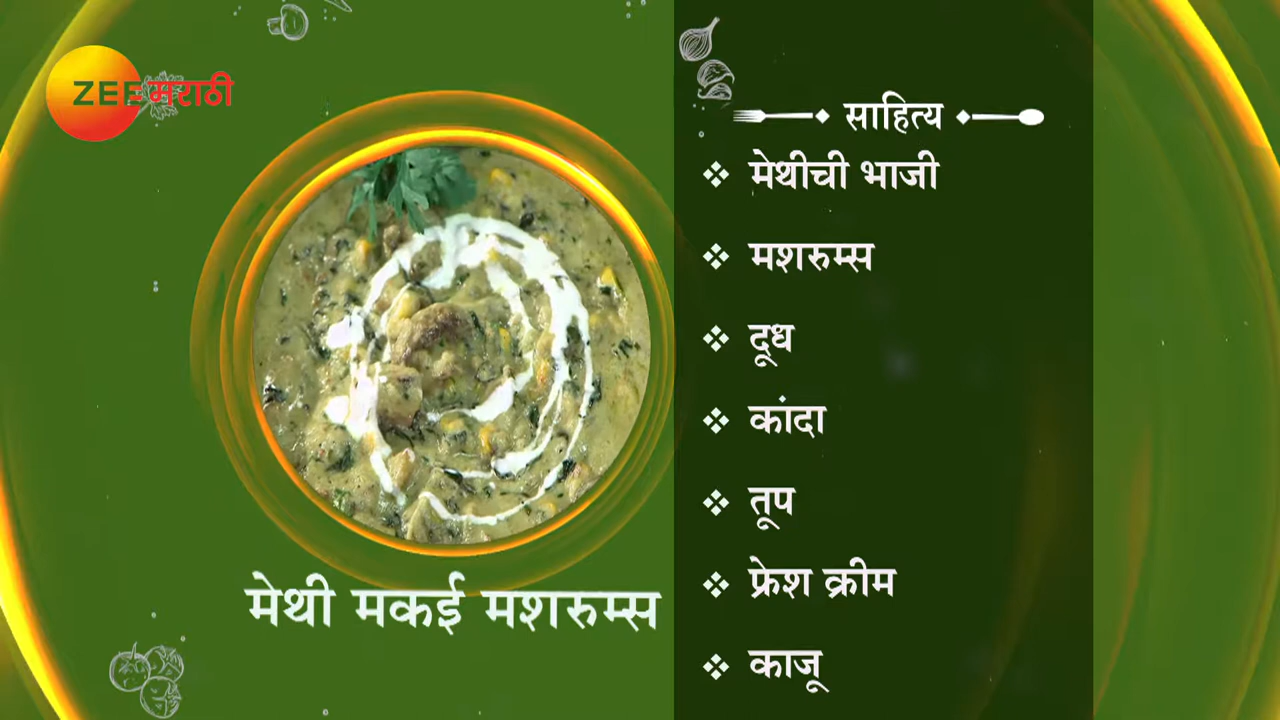 ZEE मराठी
साहित्य
मेथीची भाजी
मशरुम्स
दूध
कांदा
तूप
फ्रेश क्रीम
काजू
मेथी मकई मशरुम्स